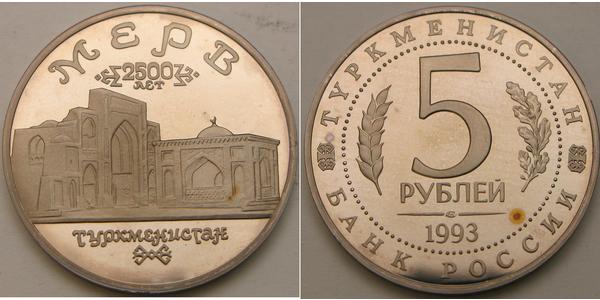 МЕРВ
2500
ЛЕТ
ТУРКМЕНИСТАН
ТУРКМЕНИСТАН
5
РУБЛЕЙ
1993
БАНК РОССИИ